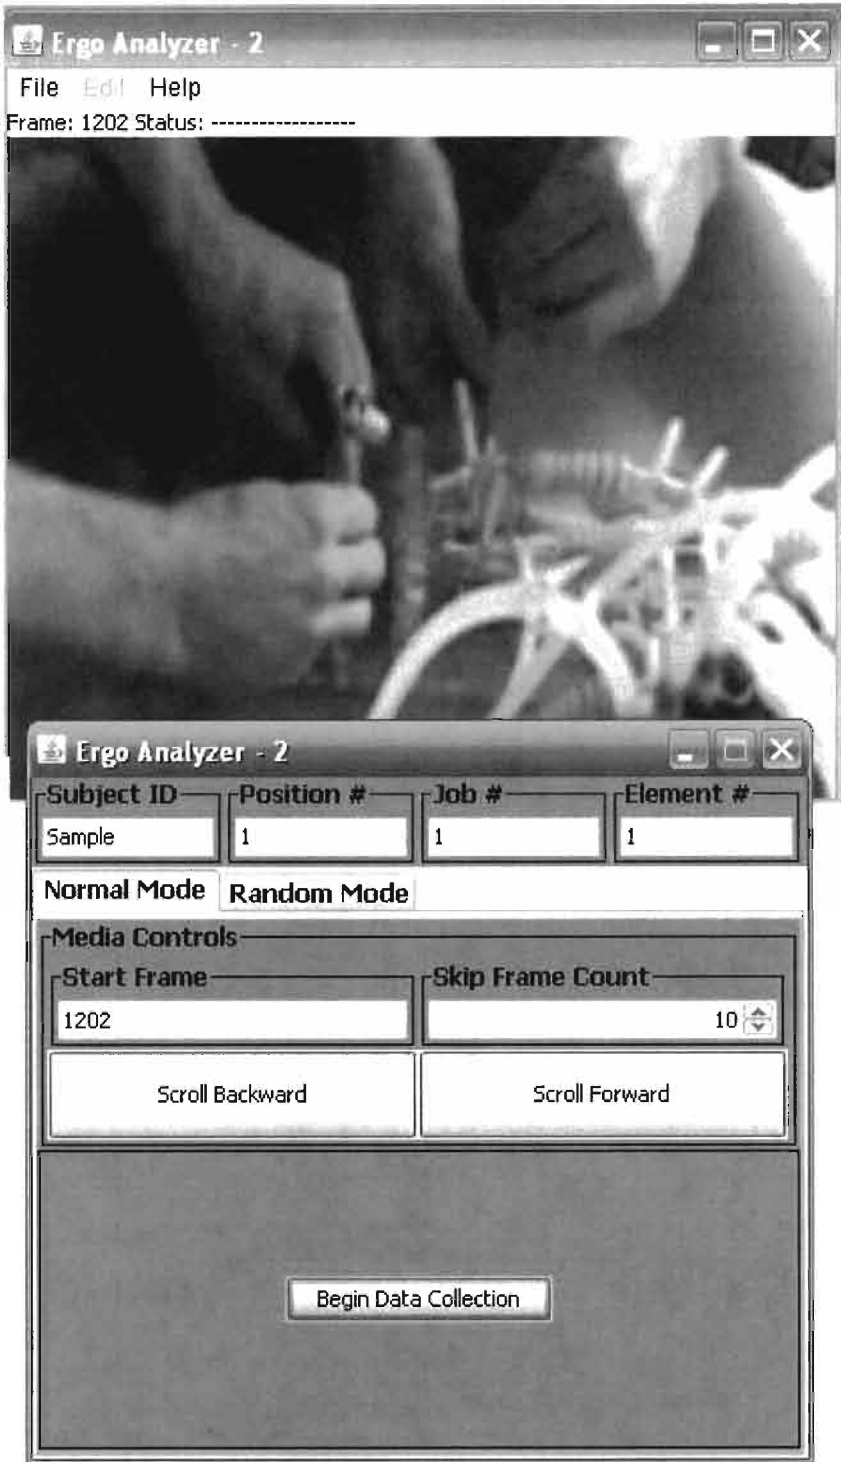 Ergo Analyzer - 2
File Edit Help
Frame: 1202 Status: ------------------
Ergo Analyzer - 2
Subject ID Position # Job # Element #
Sample 1 1 1
Normal Mode Random Mode
Media Controls
Start Frame Skip Frame Count
1202 10
Scroll Backward Scroll Forward
Begin Data Collection